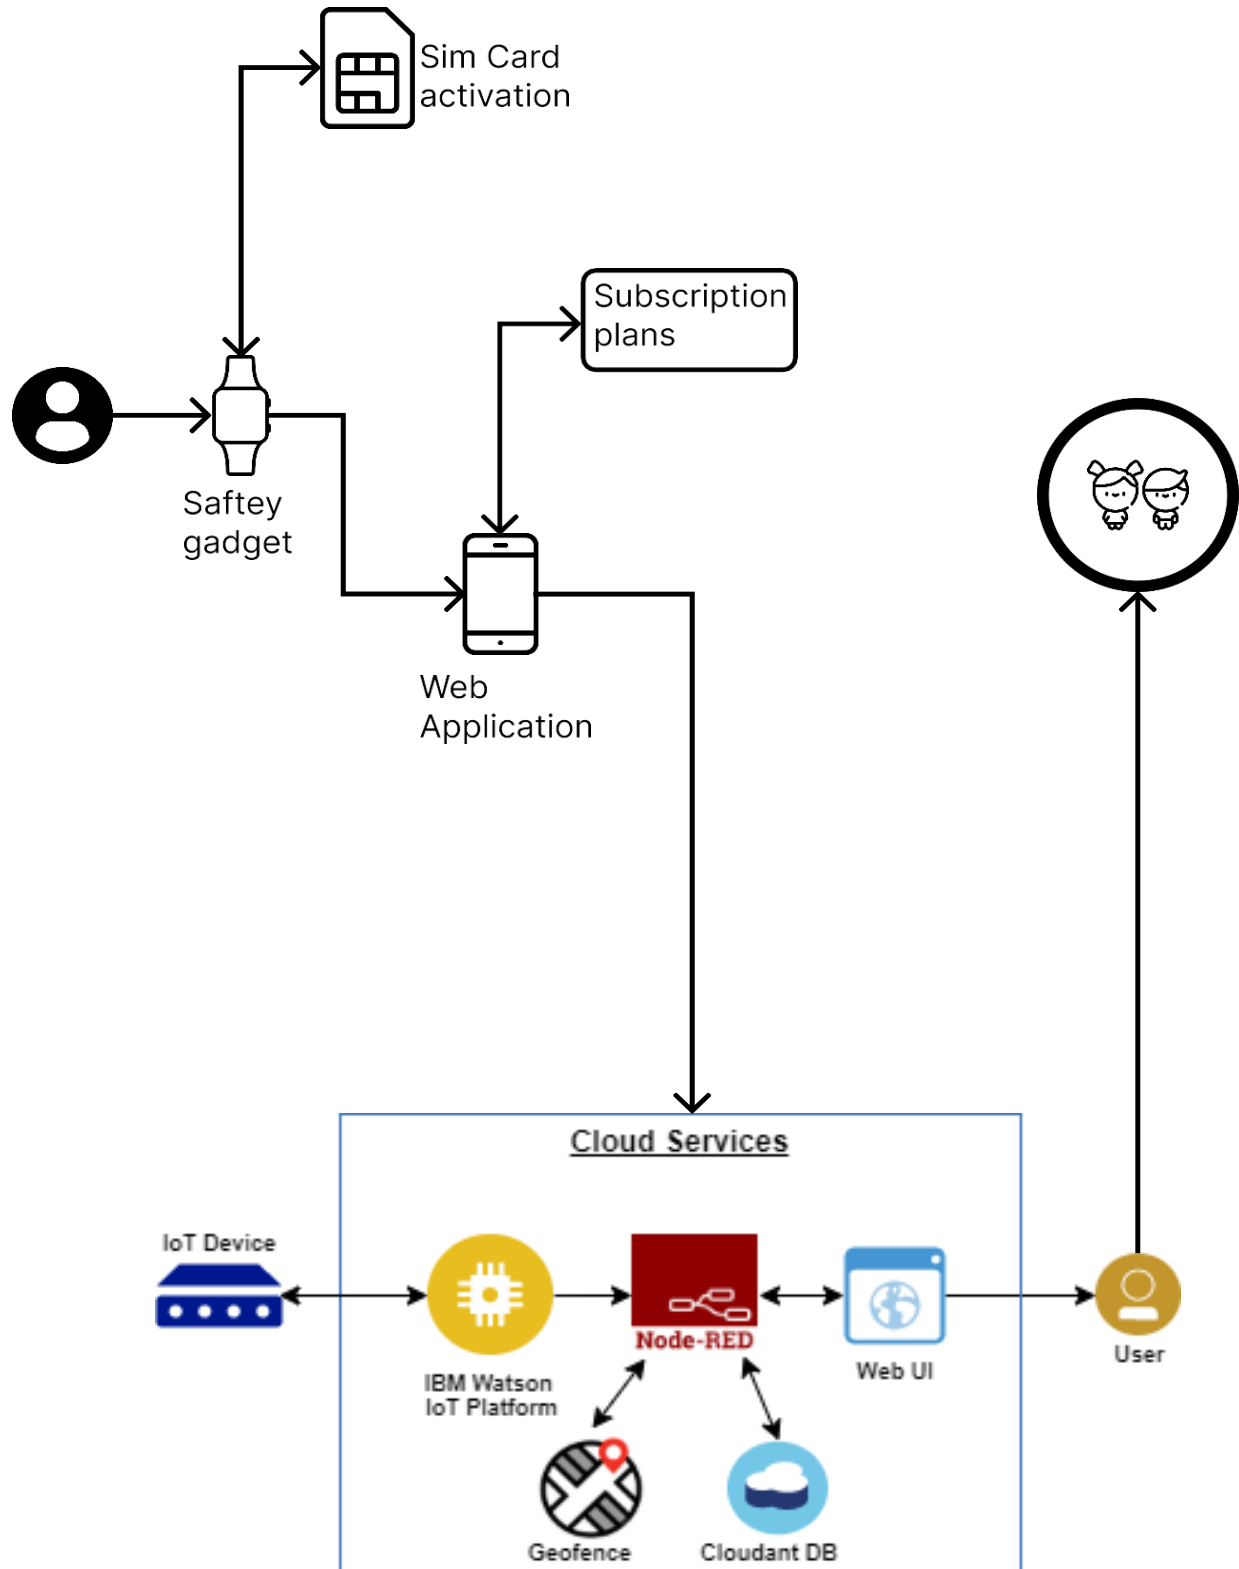 Sim Card
activation
Subscription
plans
Saftey
gadget
Web
Application
Cloud Services
IoT Device
Node-RED
IBM Watson
IoT Platform
Web UI
User
Geofence
Cloudant DB